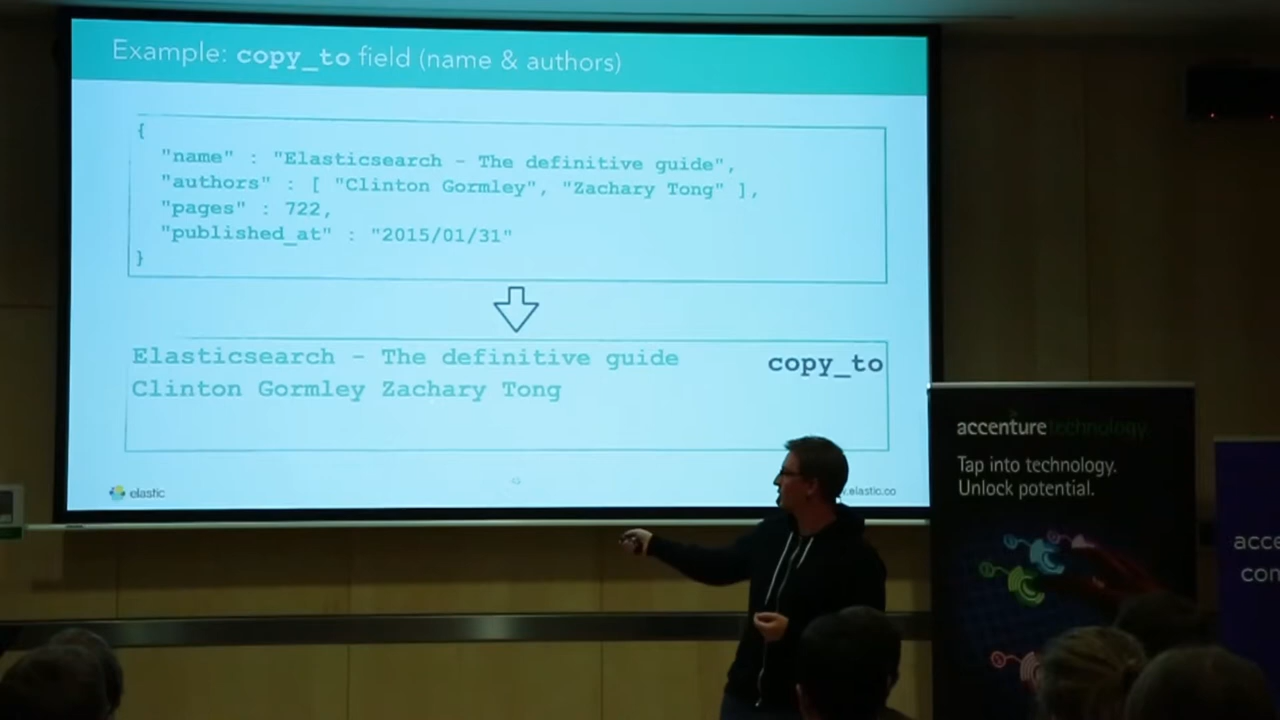 Example: copy_to field (name & authors)
{
"name" : "Elasticsearch - The definitive guide",
"authors" : [ "Clinton Gormley", "Zachary Tong" ],
"pages" : 722,
"published_at" : "2015/01/31"
}
Elasticsearch - The definitive guide
Clinton Gormley Zachary Tong
copy_to
elastic
.elastic.co
accenturetechnology
Tap into technology.
Unlock potential.
acce
con